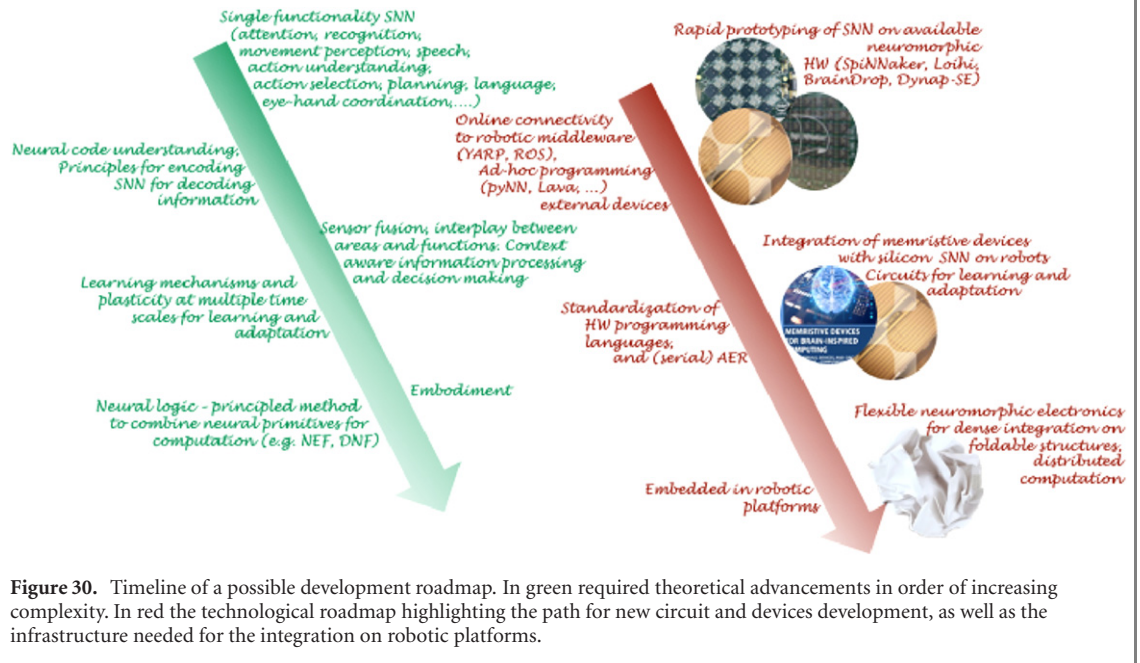 Single functionality SNN
(attention, recognition,
movement perception, speech,
action understanding,
action selection, planning, language,
eye-hand coordination,....)
Neural code understanding,
Principles for encoding
SNN for decoding
information
Sensor fusion, interplay between
areas and functions. Context
aware information processing
and decision making
Learning mechanisms and
plasticity at multiple time
scales for learning and
adaptation
Embodiment
Neural logic - principled method
to combine neural primitives for
computation (e.g. NEF, DNF)
Rapid prototyping of SNN on available
neuromorphic
HW (SpiNNaker, Loihi,
BrainDrop, Dynap-SE)
Online connectivity
to robotic middleware
(YARP, ROS),
Ad-hoc programming
(pyNN, Lava, ...)
external devices
Integration of memristive devices
with silicon SNN on robots
Circuits for learning and
adaptation
MEMRISTIVE DEVICES
FOR BRAIN-INSPIRED
COMPUTING
Standardization of
HW programming
languages,
and (serial) AER
Flexible neuromorphic electronics
for dense integration on
foldable structures,
distributed
computation
Embedded in robotic
platforms
Figure 30. Timeline of a possible development roadmap. In green required theoretical advancements in order of increasing
complexity. In red the technological roadmap highlighting the path for new circuit and devices development, as well as the
infrastructure needed for the integration on robotic platforms.